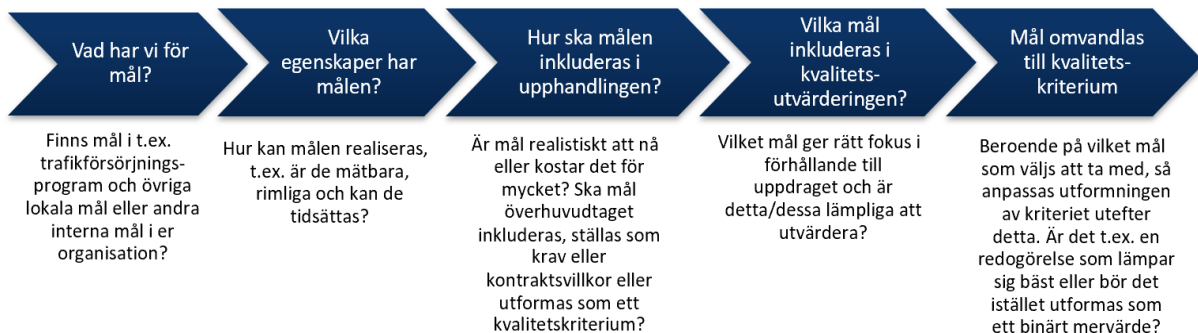 Vad har vi för
mål?
Vilka
egenskaper har
målen?
Hur ska målen
inkluderas i
upphandlingen?
Vilka mål
inkluderas i
kvalitets-
utvärderingen?
Mål omvandlas
till kvalitets-
kriterium
Finns mål i t.ex.
trafikförsörjnings-
program och övriga
lokala mål eller andra
interna mål i er
organisation?
Hur kan målen realiseras,
t.ex. är de mätbara,
rimliga och kan de
tidsättas?
Är mål realistiskt att nå
eller kostar det för
mycket? Ska mål
överhuvudtaget
inkluderas, ställas som
krav eller
kontraktsvillkor eller
utformas som ett
kvalitetskriterium?
Vilket mål ger rätt fokus i
förhållande till
uppdraget och är
detta/dessa lämpliga att
utvärdera?
Beroende på vilket mål
som väljs att ta med, så
anpassas utformningen
av kriteriet utefter
detta. Är det t.ex. en
redogörelse som lämpar
sig bäst eller bör det
istället utformas som
ett binärt mervärde?